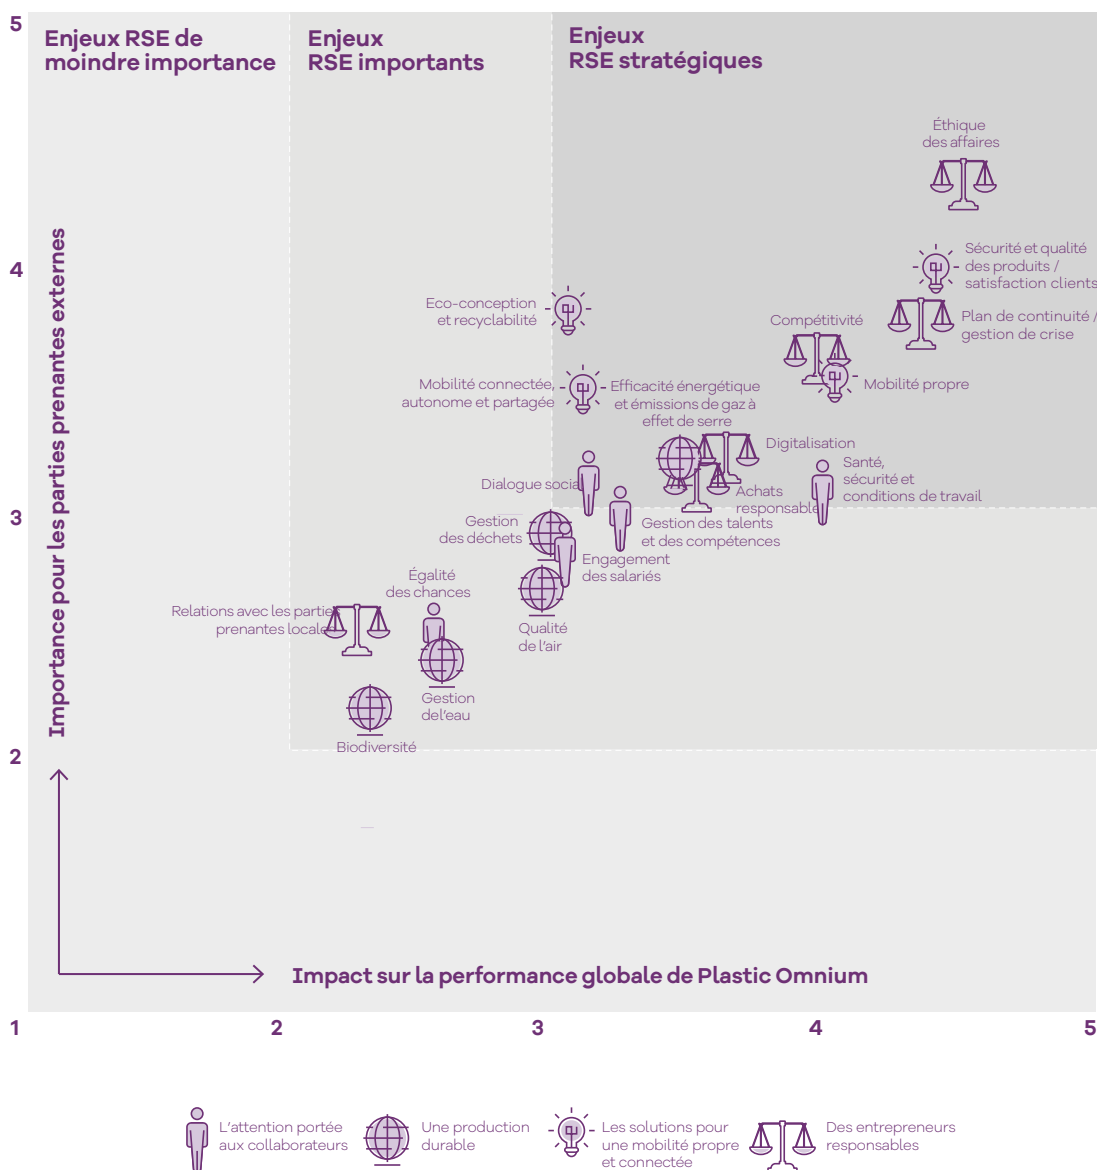 5
Enjeux RSE de
moindre importance
Enjeux
RSE importants
Enjeux
RSE stratégiques
Éthique
des affaires
4
Sécurité et qualité
des produits /
satisfaction clients
Eco-conception
et recyclabilité
Compétitivité
Plan de continuité /
gestion de crise
Mobilité connectée,
autonome et partagée
Efficacité énergétique
et émissions de gaz à
effet de serre
Mobilité propre
Digitalisation
Dialogue social
Achats
responsable
Santé,
sécurité et
conditions de travail
3
Gestion
des déchets
Gestion des talents
et des compétences
Engagement
des salariés
Égalité
des chances
Relations avec les parties
prenantes locales
Qualité
de l'air
Gestion
del'eau
Biodiversité
2
Importance pour les parties prenantes externes
Impact sur la performance globale de Plastic Omnium
1
2
3
4
5
L'attention portée
aux collaborateurs
Une production
durable
Les solutions pour
une mobilité propre
et connectée
Des entrepreneurs
responsables